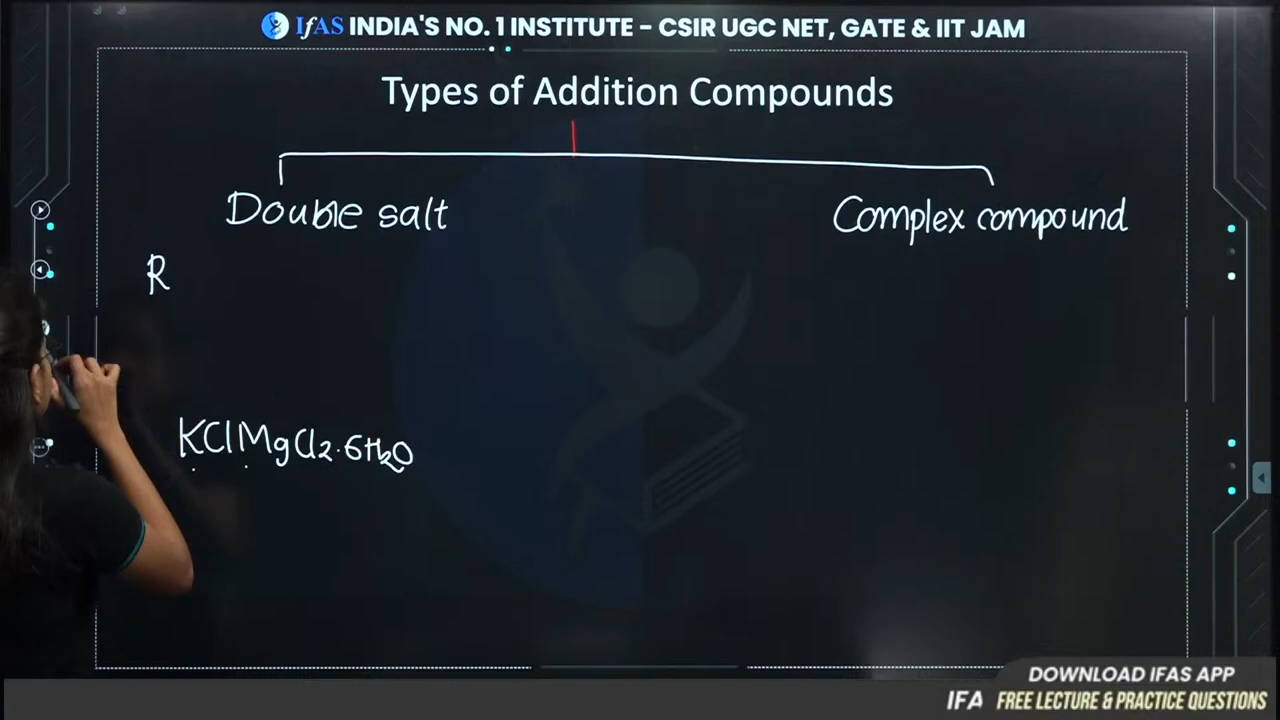 IfAS INDIA'S NO. 1 INSTITUTE - CSIR UGC NET, GATE & IIT JAM
Types of Addition Compounds
Double salt
Complex compound
R
KClMgCl2·6H2O
DOWNLOAD IFAS APP
IFA FREE LECTURE & PRACTICE QUESTIONS